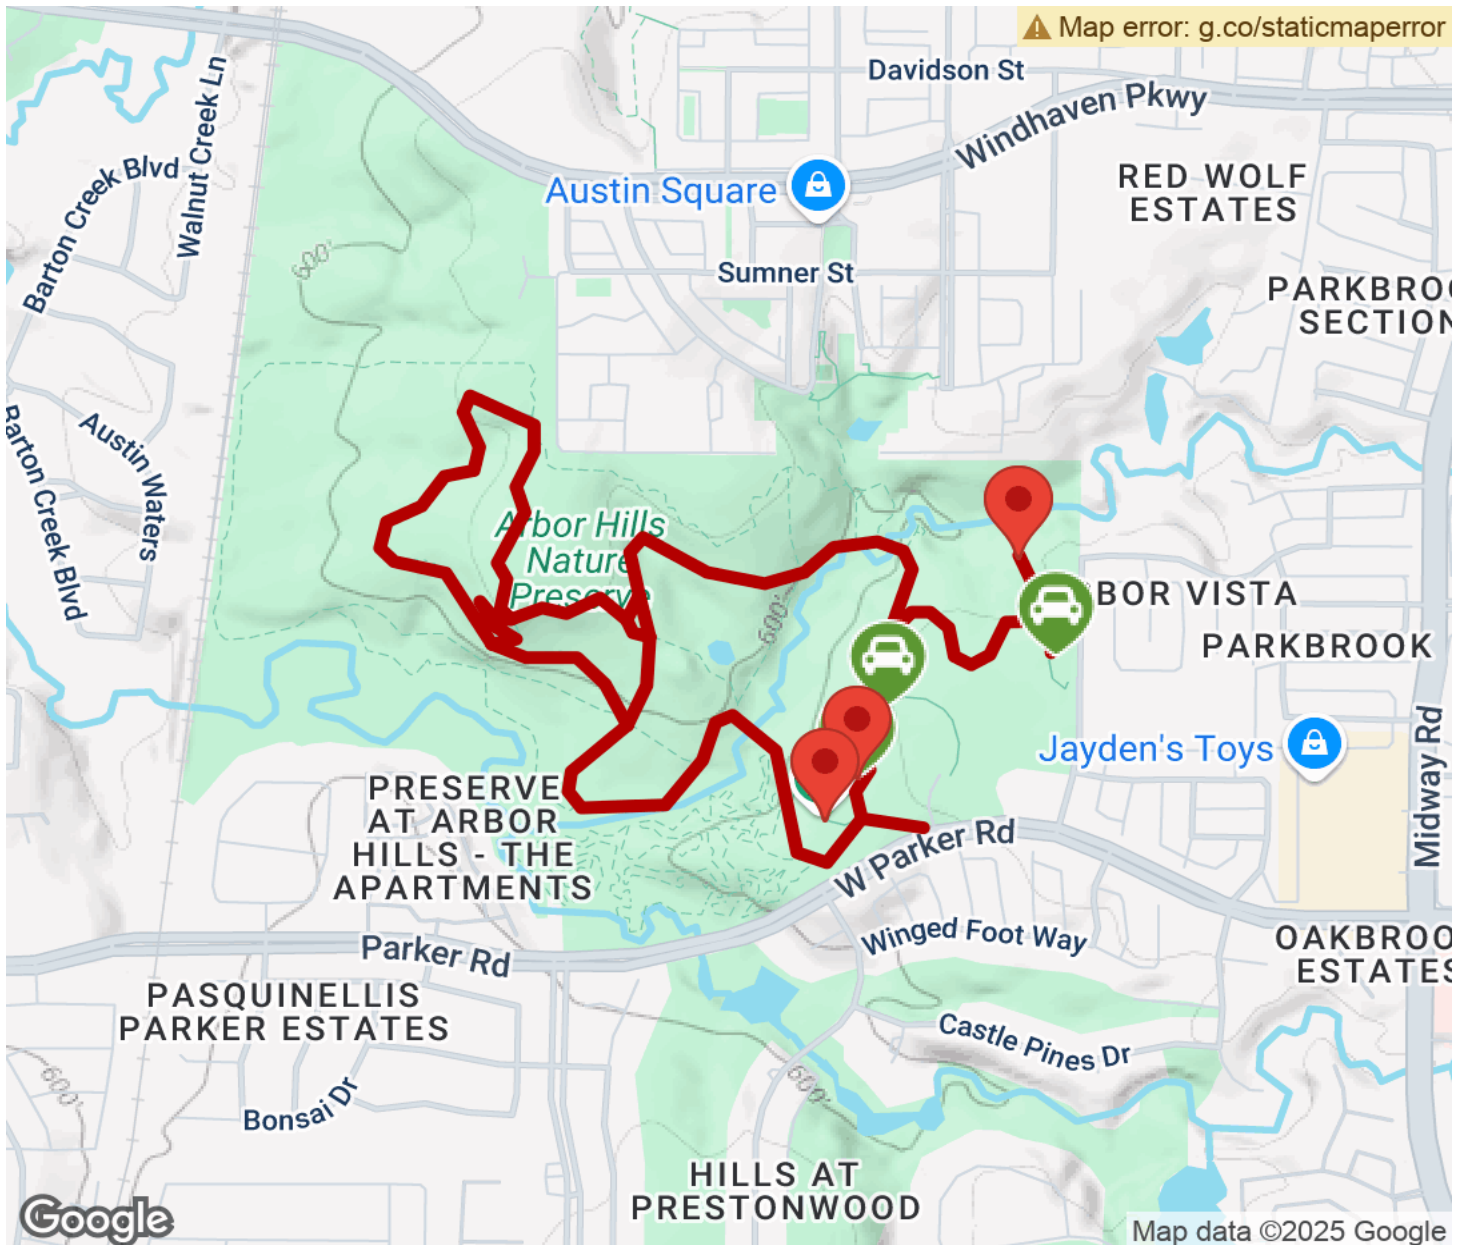 Map error: g.co/staticmaperror
Davidson St
Windhaven Pkwy
Walnut Creek Ln
Barton Creek Blvd
Austin Square
RED WOLF
ESTATES
600'
Sumner St
PARKBROO
SECTION
Austin Waters
Barton Creek Blvd
Arbor Hills
Nature
Preserve
600'
BOR VISTA
PARKBROOK
Jayden's Toys
Midway Rd
PRESERVE
AT ARBOR
HILLS - THE
APARTMENTS
W Parker Rd
Winged Foot Way
OAKBROO
ESTATES
Parker Rd
PASQUINELLIS
PARKER ESTATES
Castle Pines Dr
600'
600'
Bonsai Dr
HILLS AT
PRESTONWOOD
Google
Map data ©2025 Google